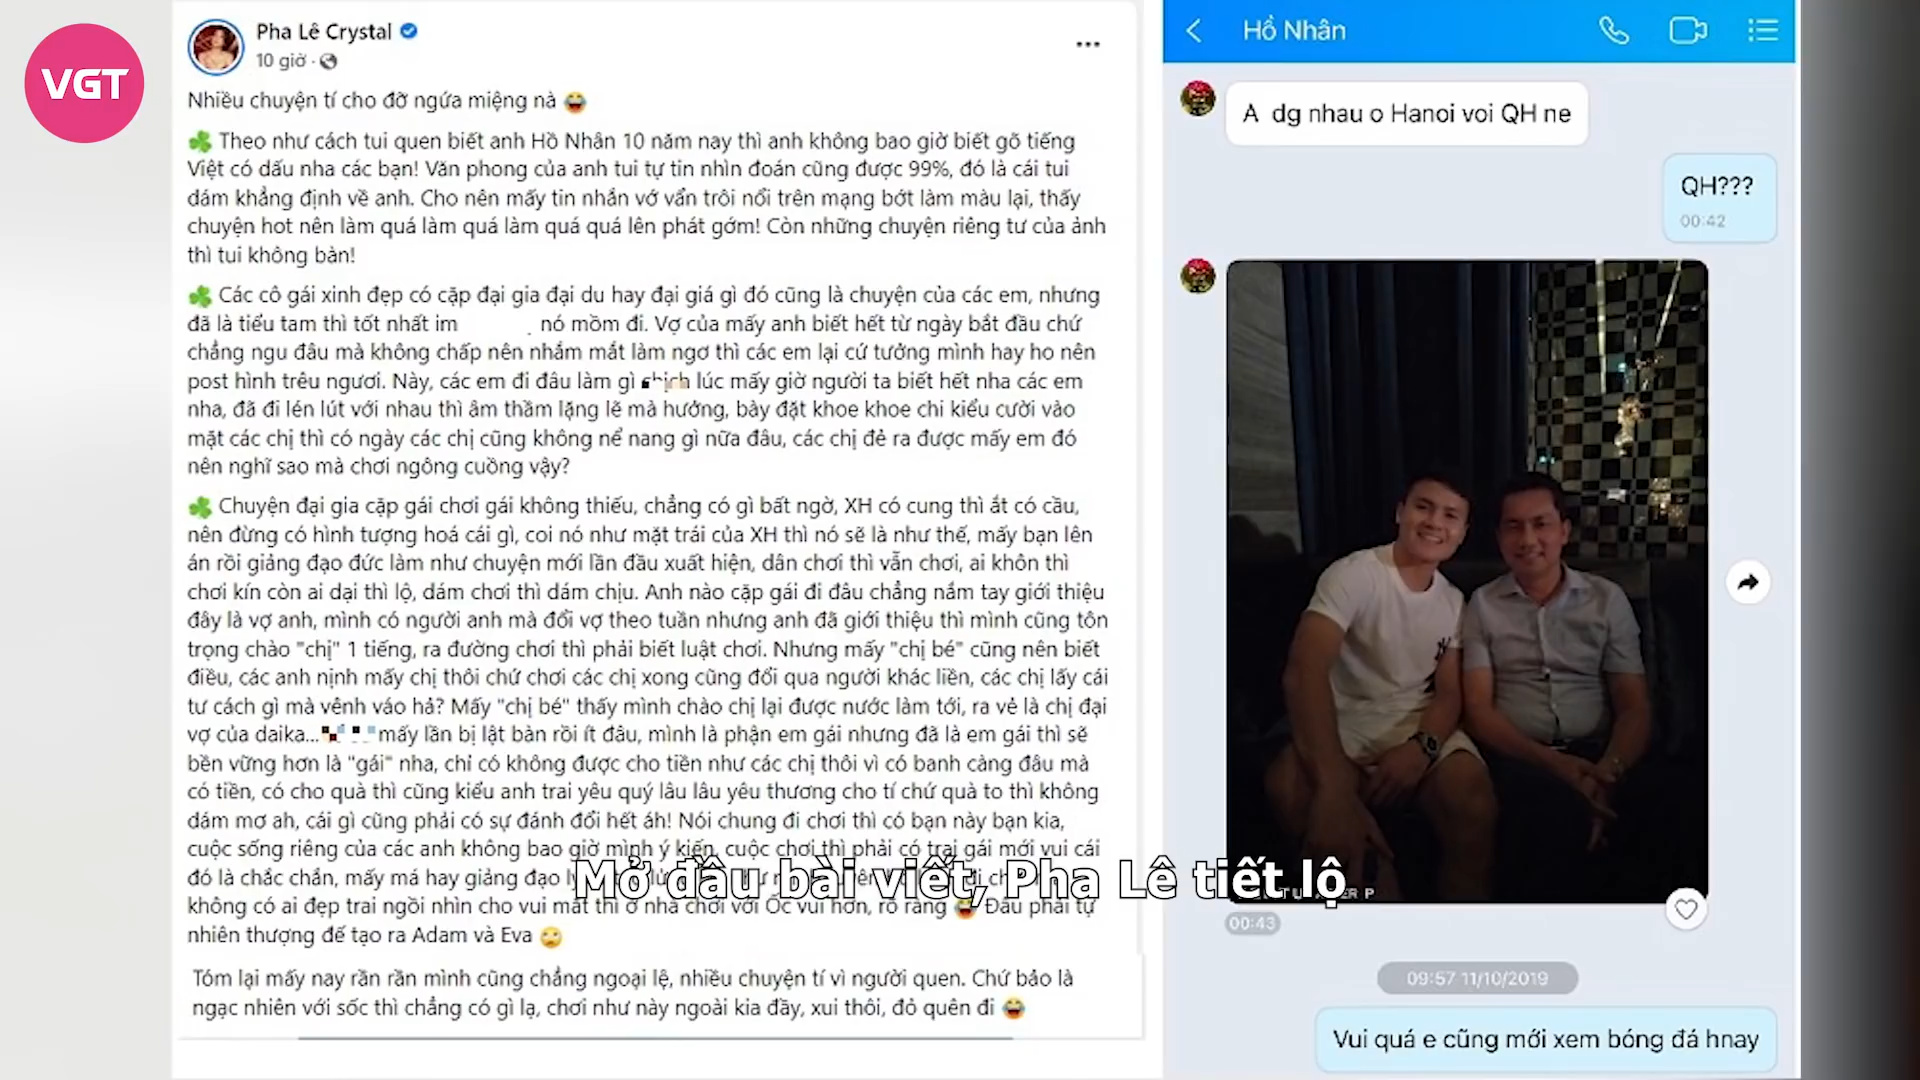 VGT
Pha Lê Crystal
10 giờ ·
Nhiều chuyện tí cho đỡ ngứa miệng nà 😂
☘️ Theo như cách tui quen biết anh Hồ Nhân 10 năm nay thì anh không bao giờ biết gõ tiếng
Việt có dấu nha các bạn! Văn phong của anh tui tự tin nhìn đoán cũng được 99%, đó là cái tui
dám khẳng định về anh. Cho nên mấy tin nhắn vớ vẩn trôi nổi trên mạng bớt làm màu lại, thấy
chuyện hot nên làm quá làm quá làm quá quá lên phát gớm! Còn những chuyện riêng tư của ảnh
thì tui không bàn!
☘️ Các cô gái xinh đẹp có cặp đại gia đại du hay đại giá gì đó cũng là chuyện của các em, nhưng
đã là tiểu tam thì tốt nhất im nó mồm đi. Vợ của mấy anh biết hết từ ngày bắt đầu chứ
chẳng ngu đâu mà không chấp nên nhắm mắt làm ngơ thì các em lại cứ tưởng mình hay ho nên
post hình trêu ngươi. Này, các em đi đâu làm gì lúc mấy giờ người ta biết hết nha các em
nha, đã đi lén lút với nhau thì âm thầm lặng lẽ mà hưởng, bày đặt khoe khoe chi kiểu cười vào
mặt các chị thì có ngày các chị cũng không nể nang gì nữa đâu, các chị đẻ ra được mấy em đó
nên nghĩ sao mà chơi ngông cuồng vậy?
☘️ Chuyện đại gia cặp gái chơi gái không thiếu, chẳng có gì bất ngờ, XH có cung thì ắt có cầu,
nên đừng có hình tượng hoá cái gì, coi nó như mặt trái của XH thì nó sẽ là như thế, mấy bạn lên
án rồi giảng đạo đức làm như chuyện mới lần đầu xuất hiện, dân chơi thì vẫn chơi, ai khôn thì
chơi kín còn ai dại thì lộ, dám chơi thì dám chịu. Anh nào cặp gái đi đâu chẳng nắm tay giới thiệu
đây là vợ anh, mình có người anh mà đổi vợ theo tuần nhưng anh đã giới thiệu thì mình cũng tôn
trọng chào "chị" 1 tiếng, ra đường chơi thì phải biết luật chơi. Nhưng mấy "chị bé" cũng nên biết
điều, các anh nịnh mấy chị thôi chứ chơi các chị xong cũng đổi qua người khác liền, các chị lấy cái
tư cách gì mà vênh váo hả? Mấy "chị bé" thấy mình chào chị lại được nước làm tới, ra vẻ là chị đại
vợ của daika... mấy lần bị lật bàn rồi ít đâu, mình là phận em gái nhưng đã là em gái thì sẽ
bền vững hơn là "gái" nha, chỉ có không được cho tiền như các chị thôi vì có banh càng đâu mà
có tiền, có cho quà thì cũng kiểu anh trai yêu quý lâu lâu yêu thương cho tí chứ quà to thì không
dám mơ ah, cái gì cũng phải có sự đánh đổi hết áh! Nói chung đi chơi thì có bạn này bạn kia,
cuộc sống riêng của các anh không bao giờ mình ý kiến, cuộc chơi thì phải có trai gái mới vui cái
đó là chắc chắn, mấy má hay giảng đạo
không có ai đẹp trai ngồi nhìn cho vui mắt thì ở nhà chơi với Ốc vui hơn, rõ ràng 😂 Đâu phải tự
nhiên thượng đế tạo ra Adam và Eva 🙄
Tóm lại mấy nay rần rần mình cũng chẳng ngoại lệ, nhiều chuyện tí vì người quen. Chứ bảo là
ngạc nhiên với sốc thì chẳng có gì lạ, chơi như này ngoài kia đầy, xui thôi, đỏ quên đi 😂
Hồ Nhân
A dg nhau o Hanoi voi QH ne
QH???
00:42
00:43
09:57 11/10/2019
Vui quá e cũng mới xem bóng đá hnay
Mở đầu bài viết, Pha Lê tiết lộ